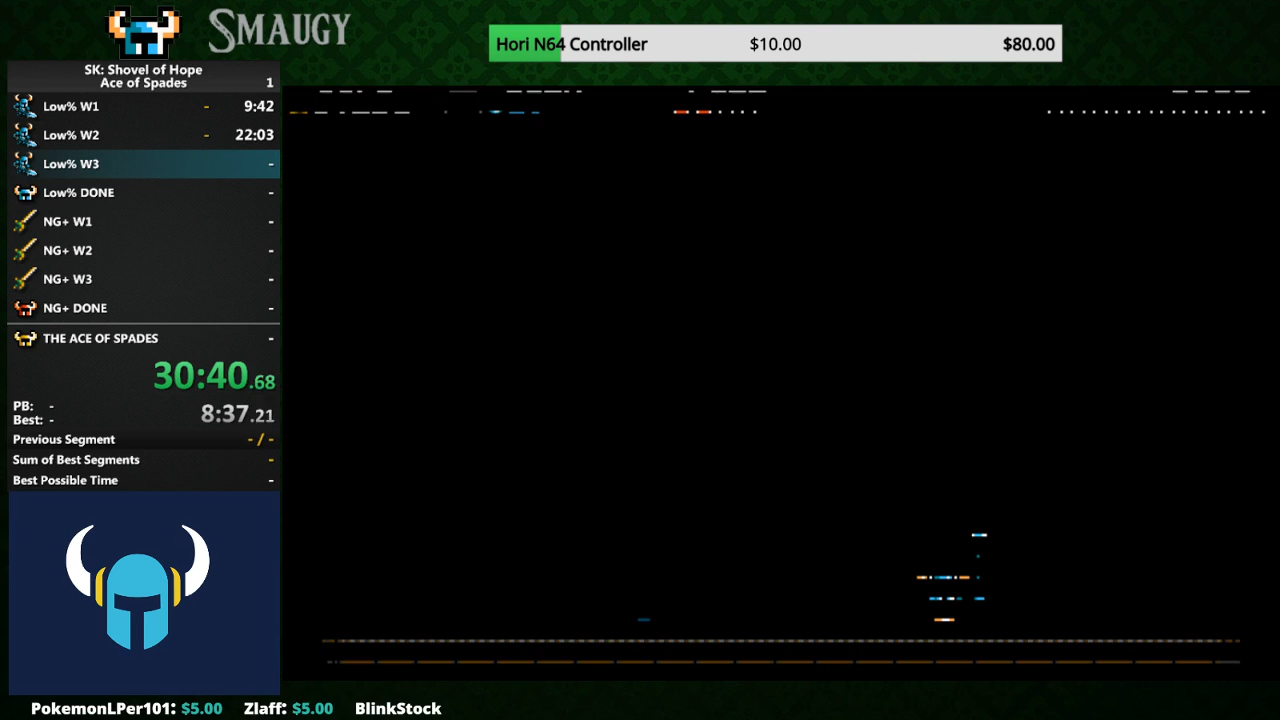 SMAUGY
Hori N64 Controller $10.00 $80.00
SK: Shovel of Hope
Ace of Spades 1
Low% W1 - 9:42
Low% W2 - 22:03
Low% W3 -
Low% DONE -
NG+ W1 -
NG+ W2 -
NG+ W3 -
NG+ DONE -
THE ACE OF SPADES -
30:40.68
PB: - 8:37.21
Best: -
Previous Segment - / -
Sum of Best Segments -
Best Possible Time -
PokemonLPer101: $5.00 Zlaff: $5.00 BlinkStock